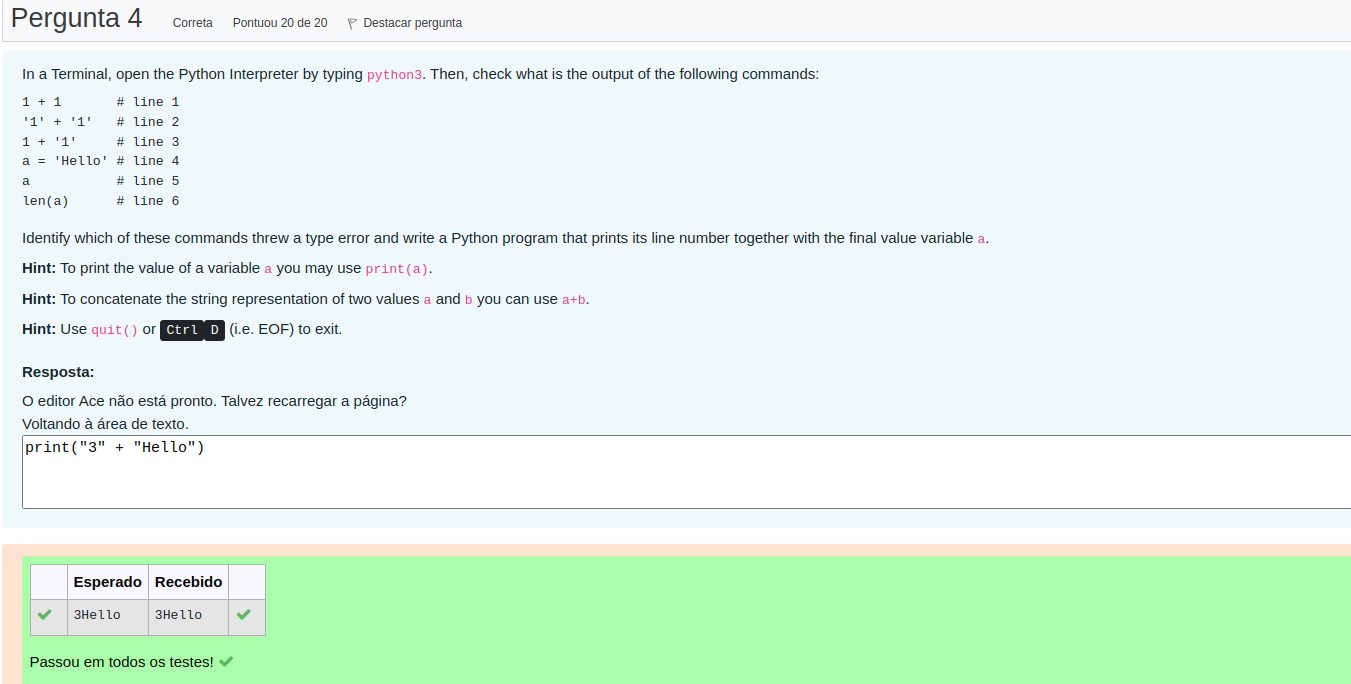 Pergunta 4 Correta Pontuou 20 de 20 Destacar pergunta
In a Terminal, open the Python Interpreter by typing python3. Then, check what is the output of the following commands:
1 + 1       # line 1
'1' + '1'   # line 2
1 + '1'     # line 3
a = 'Hello' # line 4
a           # line 5
len(a)      # line 6
Identify which of these commands threw a type error and write a Python program that prints its line number together with the final value variable a.
Hint: To print the value of a variable a you may use print(a).
Hint: To concatenate the string representation of two values a and b you can use a+b.
Hint: Use quit() or Ctrl D (i.e. EOF) to exit.
Resposta:
O editor Ace não está pronto. Talvez recarregar a página?
Voltando à área de texto.
print("3" + "Hello")
Esperado Recebido
3Hello 3Hello
Passou em todos os testes!